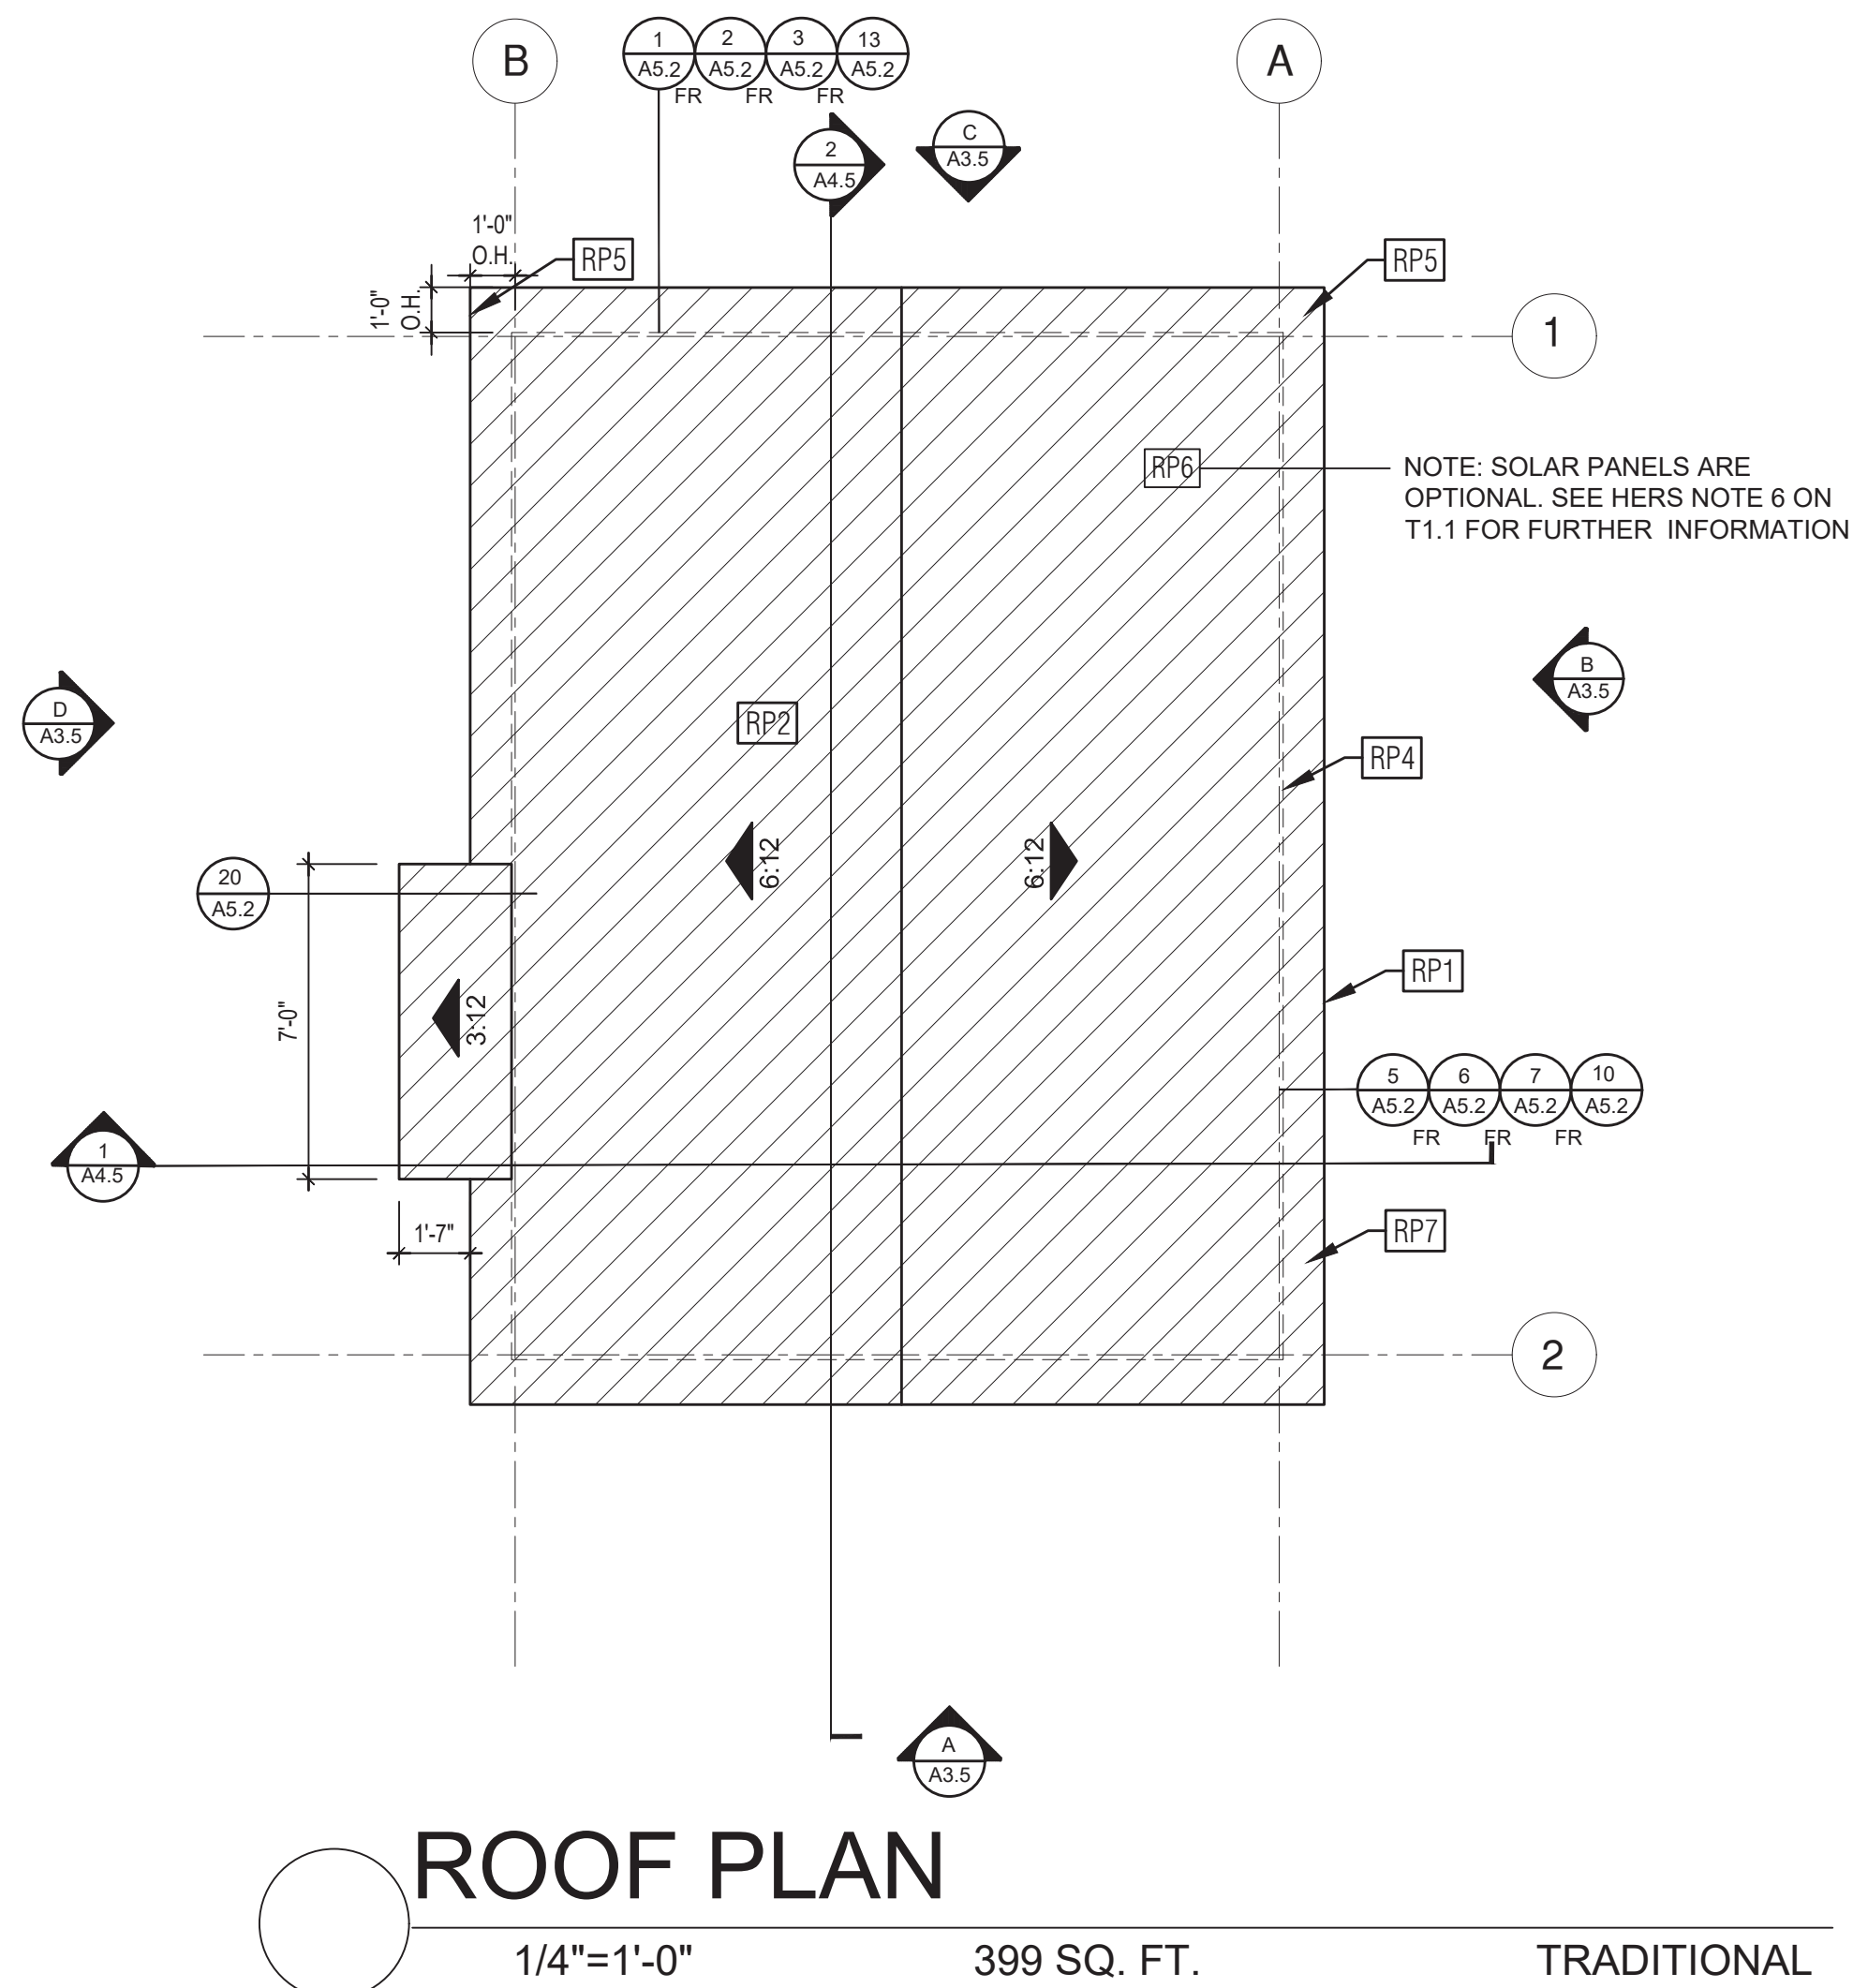 B
1
A5.2
FR
2
A5.2
FR
3
A5.2
FR
13
A5.2
A
2
A4.5
C
A3.5
1'-0"
O.H.
RP5
RP5
1'-0"
O.H.
1
RP6
NOTE: SOLAR PANELS ARE
OPTIONAL. SEE HERS NOTE 6 ON
T1.1 FOR FURTHER INFORMATION
D
A3.5
B
A3.5
RP2
RP4
6:12
6:12
20
A5.2
3:12
7'-0"
RP1
5
A5.2
FR
6
A5.2
FR
7
A5.2
FR
10
A5.2
1
A4.5
1'-7"
RP7
2
A
A3.5
ROOF PLAN
1/4"=1'-0" 399 SQ. FT. TRADITIONAL